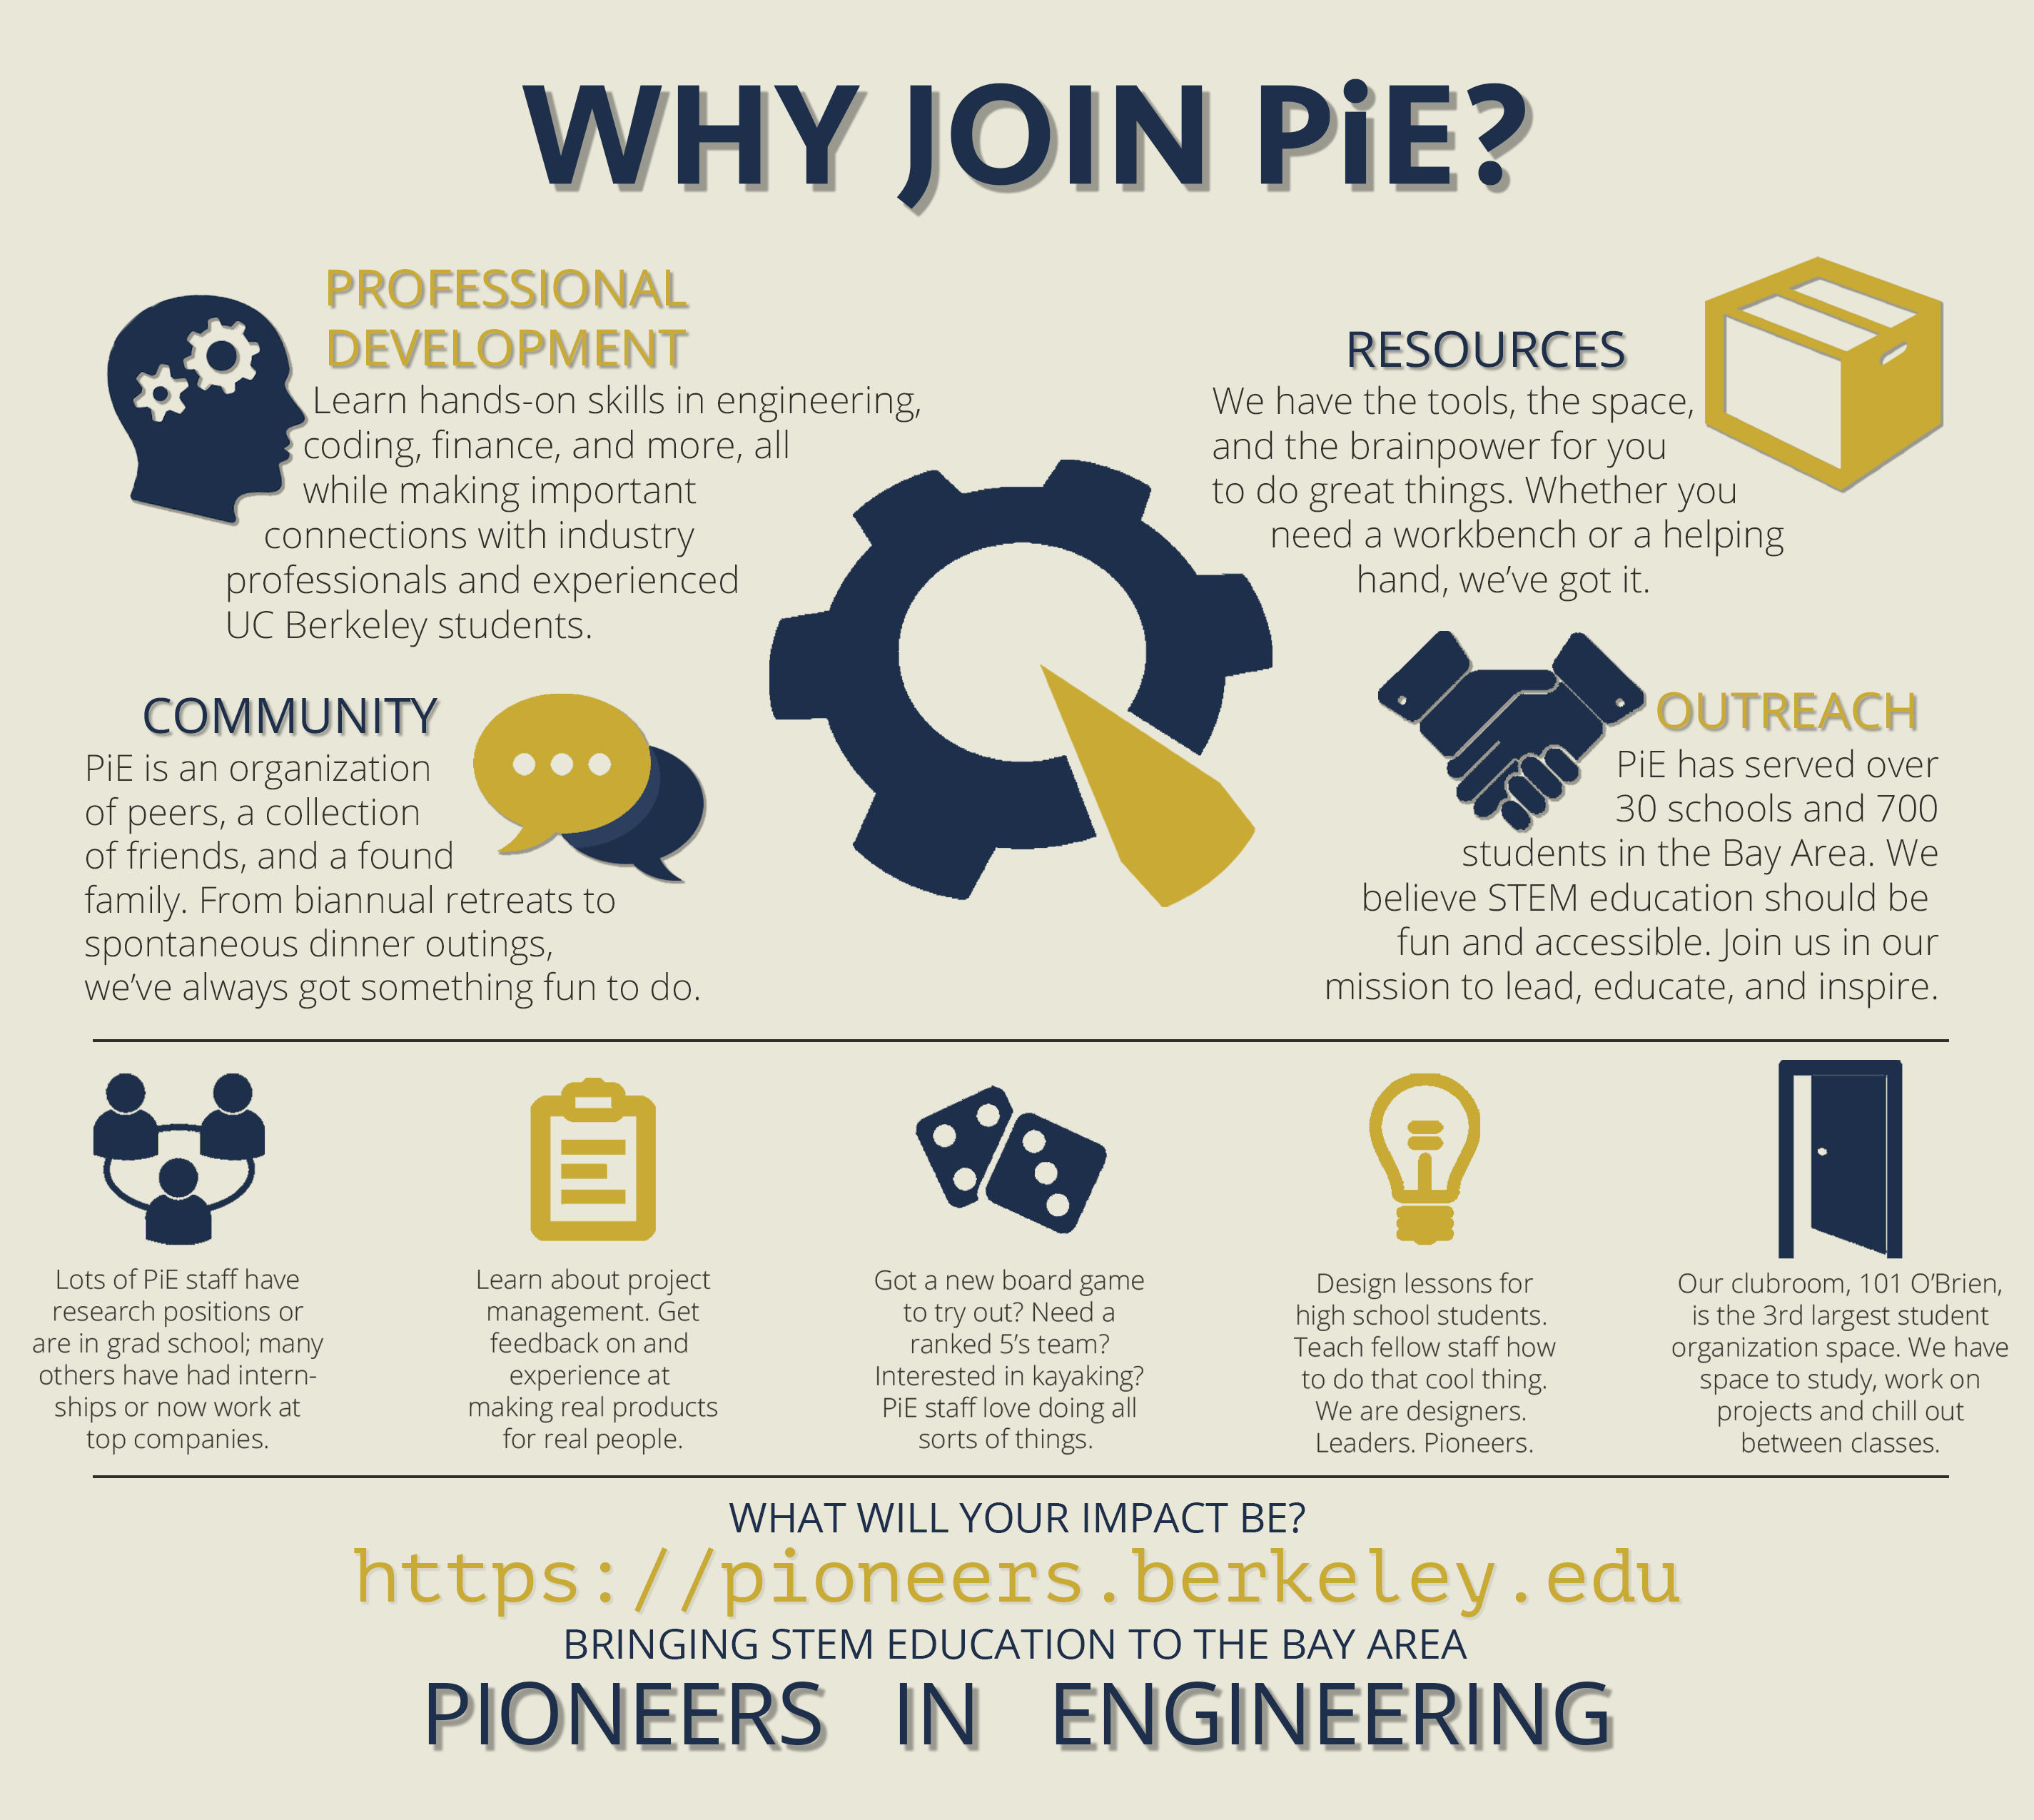 WHY JOIN PiE?
PROFESSIONAL
DEVELOPMENT
Learn hands-on skills in engineering,
coding, finance, and more, all
while making important
connections with industry
professionals and experienced
UC Berkeley students.
RESOURCES
We have the tools, the space,
and the brainpower for you
to do great things. Whether you
need a workbench or a helping
hand, we've got it.
COMMUNITY
PiE is an organization
of peers, a collection
of friends, and a found
family. From biannual retreats to
spontaneous dinner outings,
we've always got something fun to do.
OUTREACH
PiE has served over
30 schools and 700
students in the Bay Area. We
believe STEM education should be
fun and accessible. Join us in our
mission to lead, educate, and inspire.
Lots of PiE staff have
research positions or
are in grad school; many
others have had intern-
ships or now work at
top companies.
Learn about project
management. Get
feedback on and
experience at
making real products
for real people.
Got a new board game
to try out? Need a
ranked 5's team?
Interested in kayaking?
PiE staff love doing all
sorts of things.
Design lessons for
high school students.
Teach fellow staff how
to do that cool thing.
We are designers.
Leaders. Pioneers.
Our clubroom, 101 O'Brien,
is the 3rd largest student
organization space. We have
space to study, work on
projects and chill out
between classes.
WHAT WILL YOUR IMPACT BE?
https://pioneers.berkeley.edu
BRINGING STEM EDUCATION TO THE BAY AREA
PIONEERS IN ENGINEERING